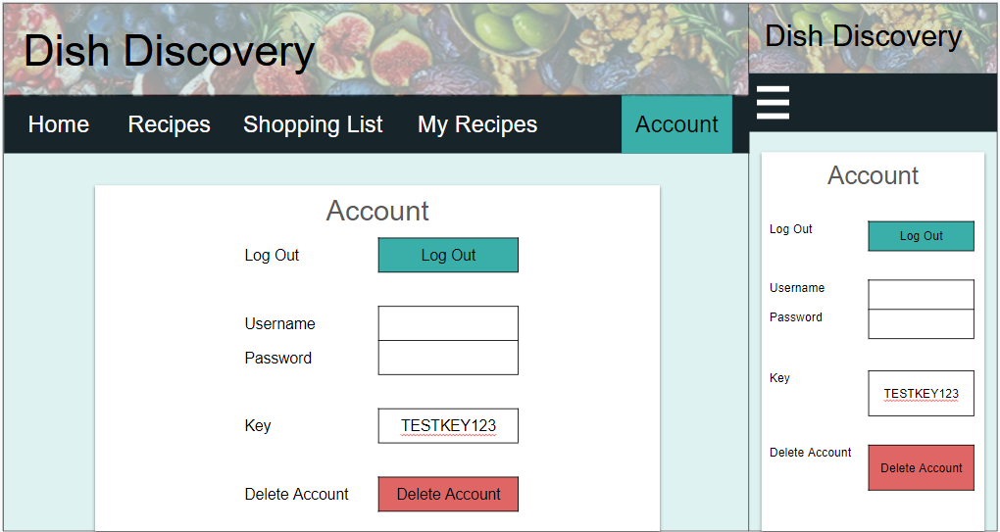 Dish Discovery
Home Recipes Shopping List My Recipes Account
Account
Log Out Log Out
Username
Password
Key TESTKEY123
Delete Account Delete Account
Dish Discovery
Account
Log Out Log Out
Username
Password
Key TESTKEY123
Delete Account Delete Account